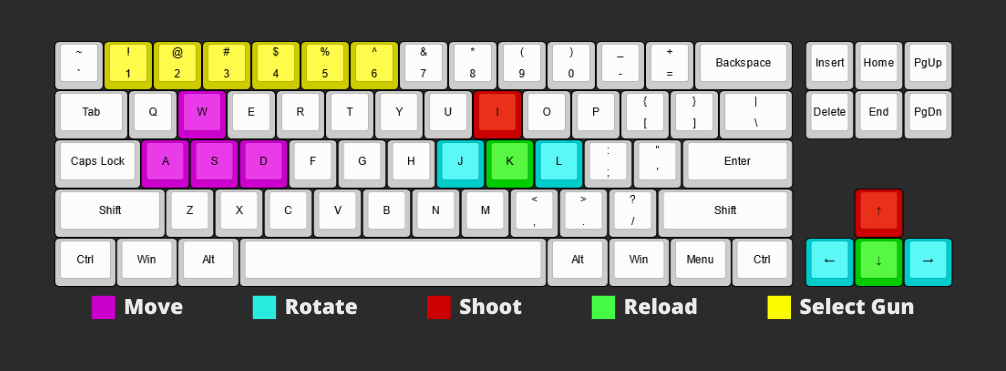 ~ ! @ # $ % ^ & * ( ) _ +
` 1 2 3 4 5 6 7 8 9 0 - = Backspace Insert Home PgUp
Tab Q W E R T Y U I O P { [ } ] | \ Delete End PgDn
Caps Lock A S D F G H J K L : ; " ' Enter
Shift Z X C V B N M < , > . ? / Shift ↑
Ctrl Win Alt Alt Win Menu Ctrl ← ↓ →
Move Rotate Shoot Reload Select Gun